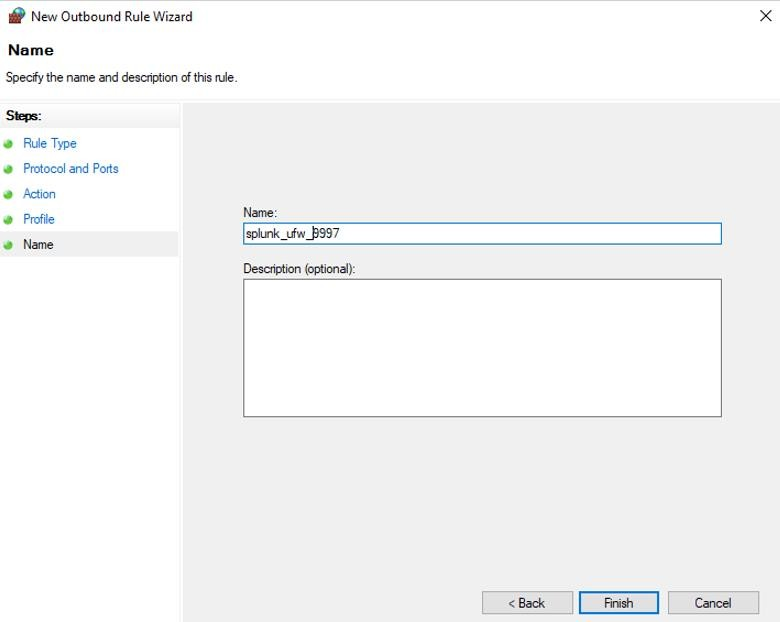 New Outbound Rule Wizard
Name
Specify the name and description of this rule.
Steps:
Rule Type
Protocol and Ports
Action
Profile
Name
Name:
splunk_ufw_9997
Description (optional):
< Back
Finish
Cancel